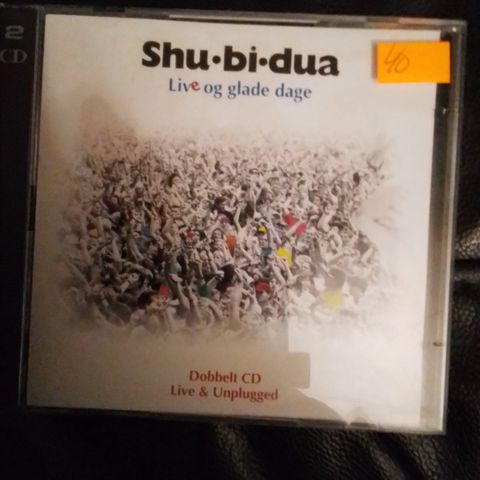 2
CD
Shu·bi·dua
40
Live og glade dage
Dobbelt CD
Live & Unplugged